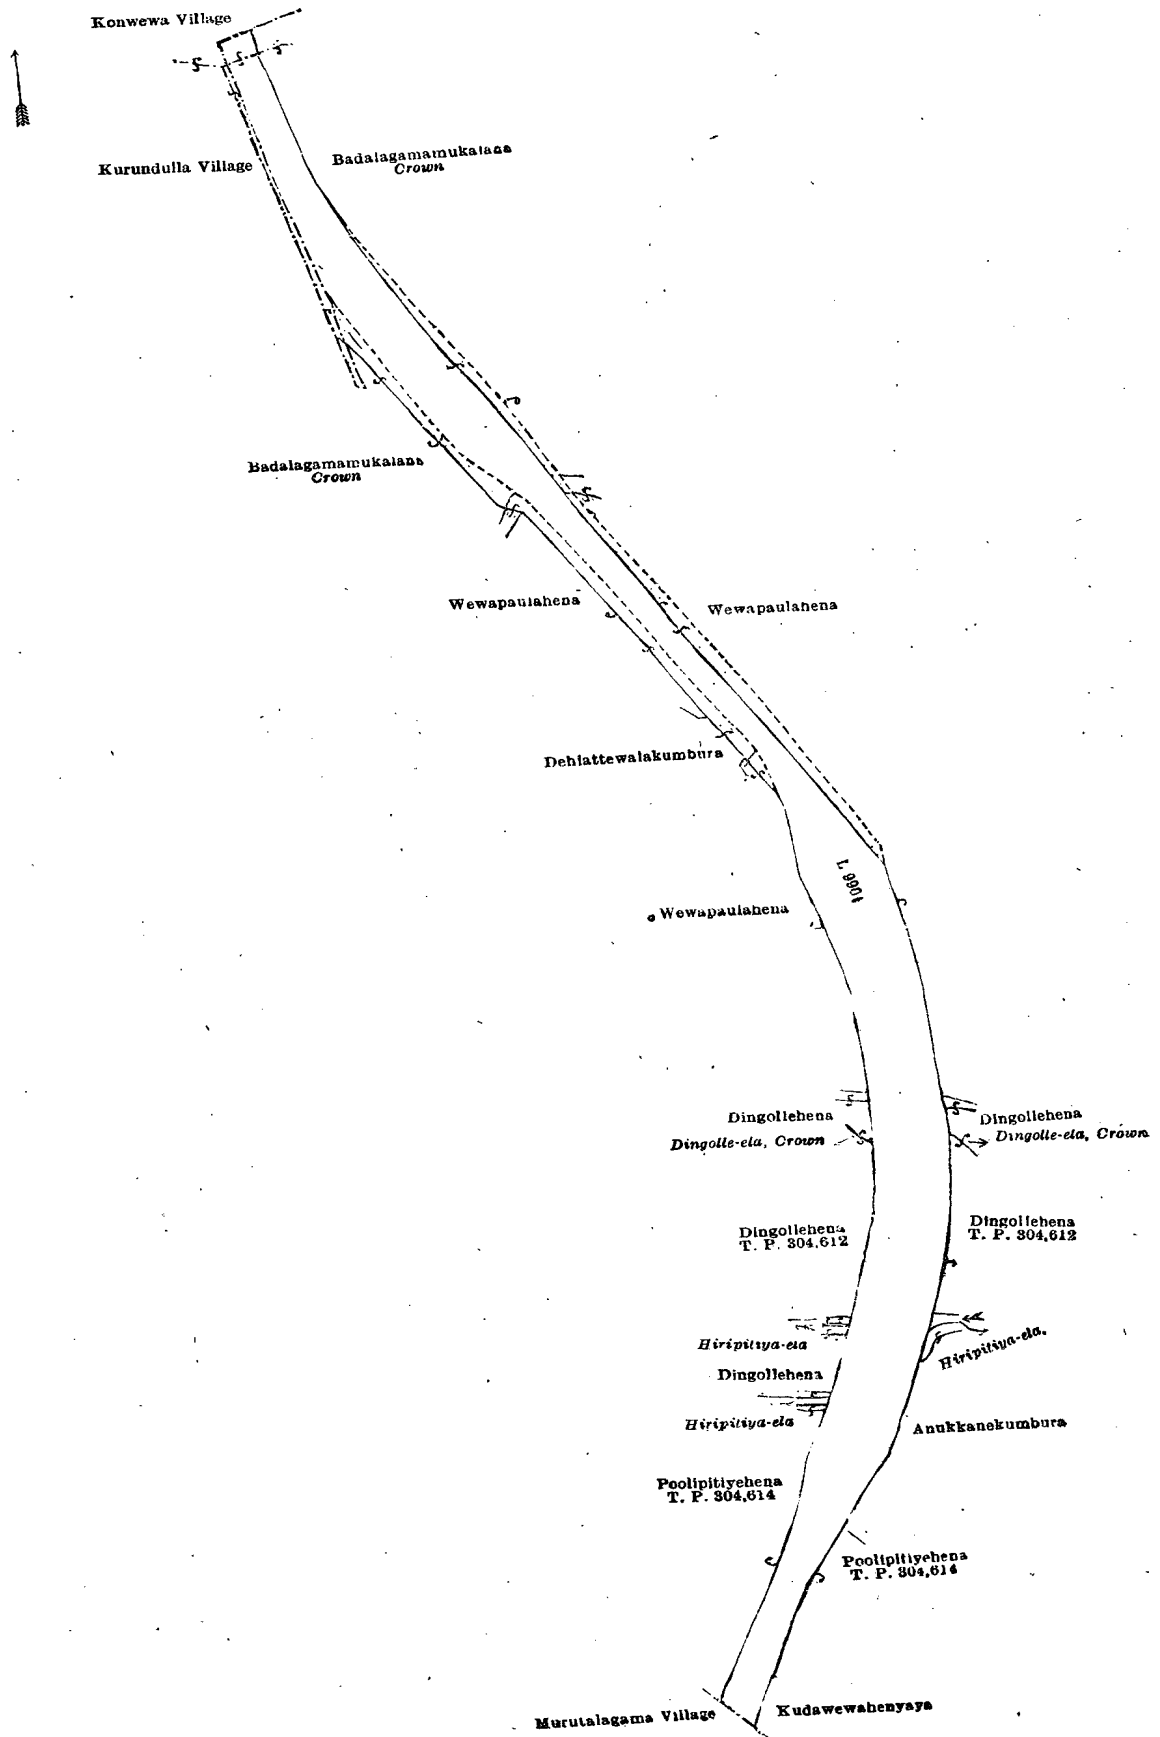 Konwewa Village
Kurundulla Village
Badalagamamukalana
Crown
Badalagamamukalana
Crown
Wewapaulahena
Wewapaulahena
Dehlattewalakumbura
Wewapaulahena
Dingollehena
Dingolle-ela, Crown
Dingollehena
Dingolle-ela, Crown
Dingollehena
T. P. 304,612
Dingollehena
T. P. 304,612
Hiripitiya-ela
Hiripitiya-ela.
Dingollehena
Hiripitiya-ela
Anukkanekumbura
Poolipitiyehena
T. P. 304,614
Poolipitiyehena
T. P. 304,614
Murutalagama Village
Kudawewahenyaya